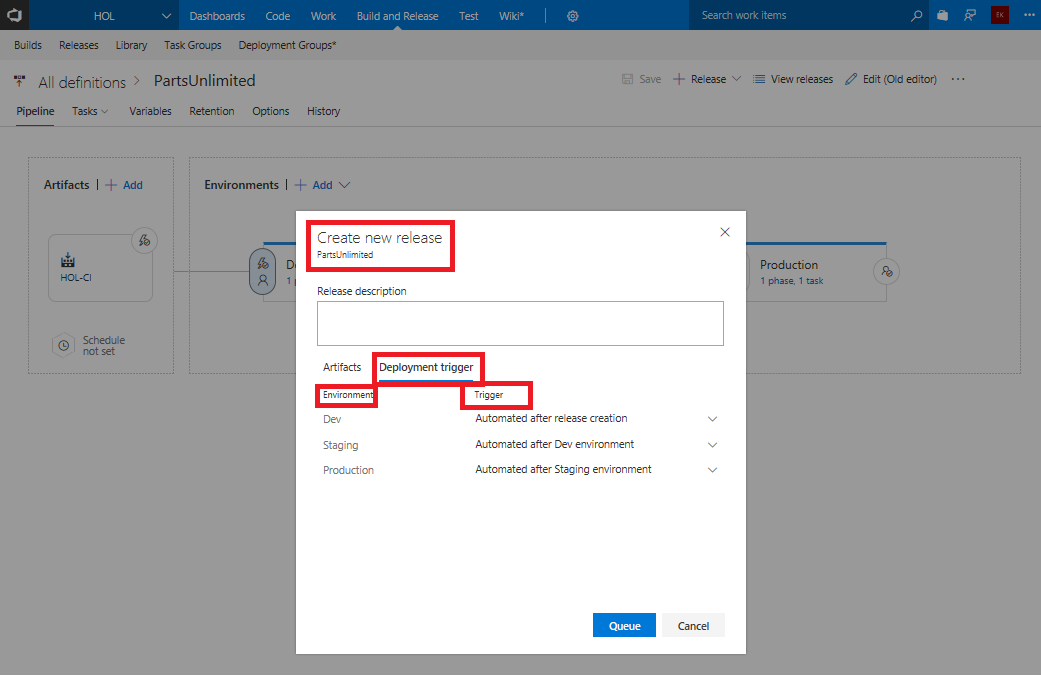 HOL Dashboards Code Work Build and Release Test Wiki* Search work items EK
Builds Releases Library Task Groups Deployment Groups*
All definitions > PartsUnlimited Save + Release View releases Edit (Old editor) ...
Pipeline Tasks Variables Retention Options History
Artifacts | + Add
HOL-CI
Schedule
not set
Environments | + Add
Production
1 phase, 1 task
Create new release
PartsUnlimited
Release description
Artifacts Deployment trigger
Environment Trigger
Dev Automated after release creation
Staging Automated after Dev environment
Production Automated after Staging environment
Queue Cancel